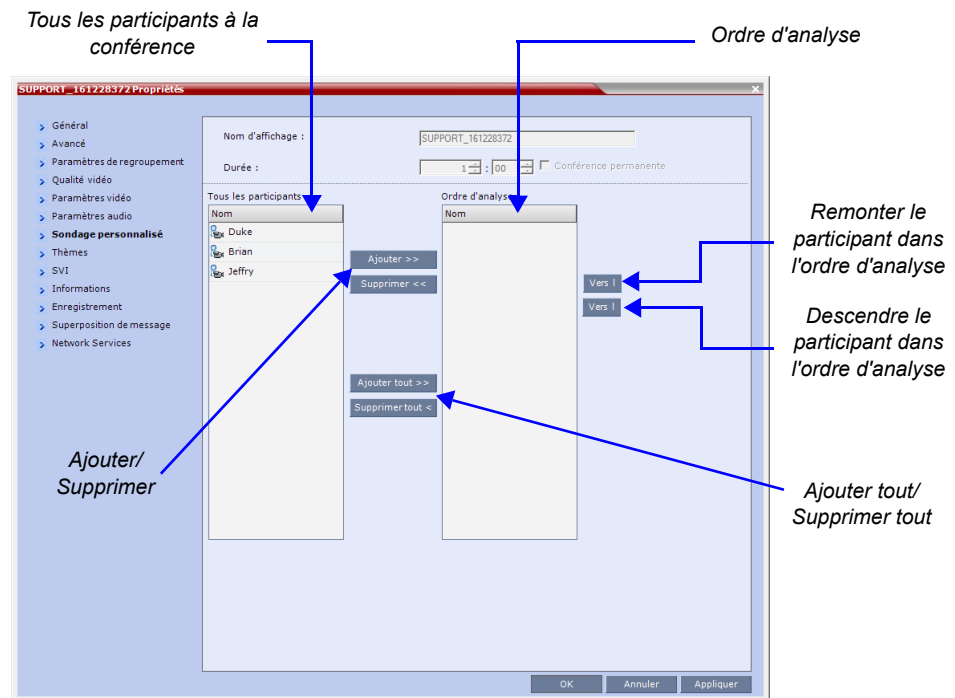 Tous les participants à la
conférence
Ordre d'analyse
SUPPORT_161228372 Propriétés
Général
Avancé
Paramètres de regroupement
Qualité vidéo
Paramètres vidéo
Paramètres audio
Sondage personnalisé
Thèmes
SVI
Informations
Enregistrement
Superposition de message
Network Services
Nom d'affichage :
SUPPORT_161228372
Durée :
1 : 00
Conférence permanente
Tous les participants
Nom
Duke
Brian
Jeffry
Ajouter >>
Supprimer <<
Ajouter tout >>
Supprimer tout <
Ordre d'analyse
Nom
Vers l
Vers l
Remonter le
participant dans
l'ordre d'analyse
Descendre le
participant dans
l'ordre d'analyse
Ajouter/
Supprimer
Ajouter tout/
Supprimer tout
OK
Annuler
Appliquer